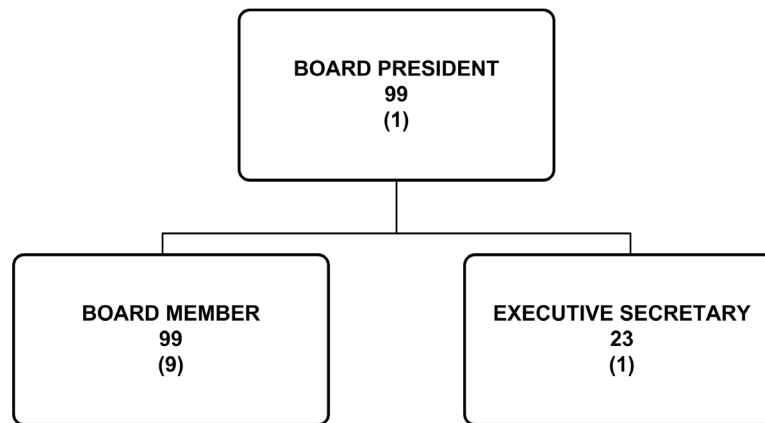 BOARD PRESIDENT
99
(1)
BOARD MEMBER
99
(9)
EXECUTIVE SECRETARY
23
(1)